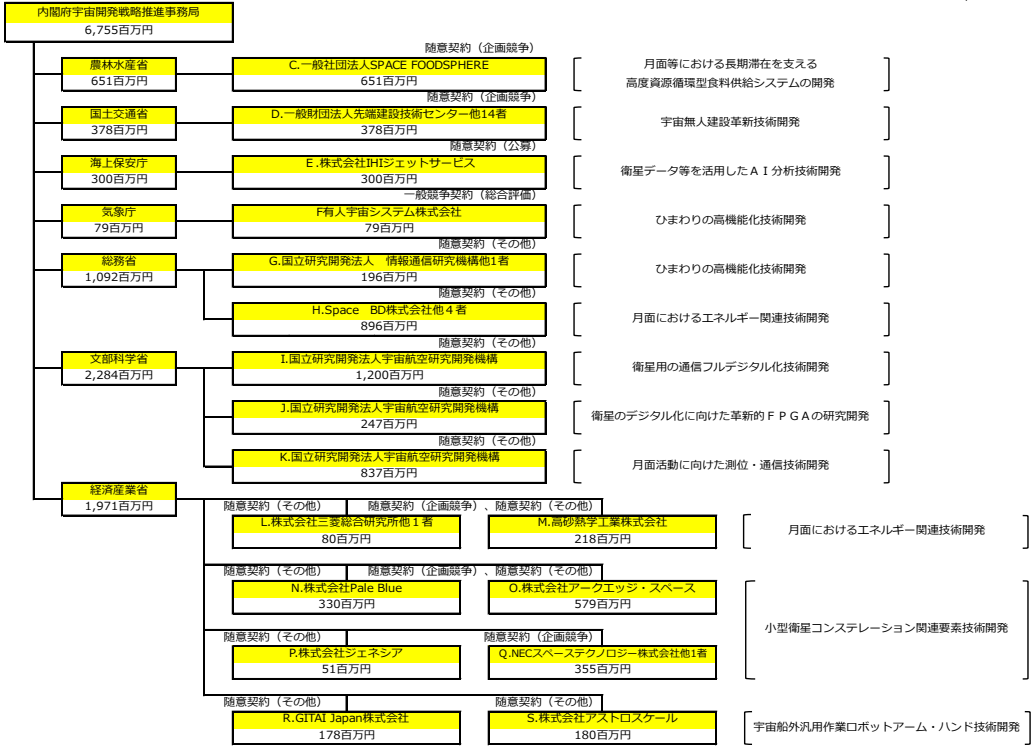 内閣府宇宙開発戦略推進事務局
6,755百万円
随意契約（企画競争）
農林水産省
651百万円
C.一般社団法人SPACE FOODSPHERE
651百万円
月面等における長期滞在を支える
高度資源循環型食料供給システムの開発
随意契約（企画競争）
国土交通省
378百万円
D.一般財団法人先端建設技術センター他14者
378百万円
宇宙無人建設革新技術開発
随意契約（公募）
海上保安庁
300百万円
E.株式会社IHIジェットサービス
300百万円
衛星データ等を活用したＡＩ分析技術開発
一般競争契約（総合評価）
気象庁
79百万円
F有人宇宙システム株式会社
79百万円
ひまわりの高機能化技術開発
随意契約（その他）
総務省
1,092百万円
G.国立研究開発法人　情報通信研究機構他1者
196百万円
ひまわりの高機能化技術開発
随意契約（その他）
H.Space　BD株式会社他４者
896百万円
月面におけるエネルギー関連技術開発
随意契約（その他）
文部科学省
2,284百万円
I.国立研究開発法人宇宙航空研究開発機構
1,200百万円
衛星用の通信フルデジタル化技術開発
随意契約（その他）
J.国立研究開発法人宇宙航空研究開発機構
247百万円
衛星のデジタル化に向けた革新的ＦＰＧＡの研究開発
随意契約（その他）
K.国立研究開発法人宇宙航空研究開発機構
837百万円
月面活動に向けた測位・通信技術開発
経済産業省
1,971百万円
随意契約（その他）
随意契約（企画競争）、随意契約（その他）
L.株式会社三菱総合研究所他１者
80百万円
M.高砂熱学工業株式会社
218百万円
月面におけるエネルギー関連技術開発
随意契約（その他）
随意契約（企画競争）、随意契約（その他）
N.株式会社Pale Blue
330百万円
O.株式会社アークエッジ・スペース
579百万円
小型衛星コンステレーション関連要素技術開発
随意契約（その他）
随意契約（企画競争）
P.株式会社ジェネシア
51百万円
Q.NECスペーステクノロジー株式会社他1者
355百万円
随意契約（その他）
随意契約（その他）
R.GITAI Japan株式会社
178百万円
S.株式会社アストロスケール
180百万円
宇宙船外汎用作業ロボットアーム・ハンド技術開発